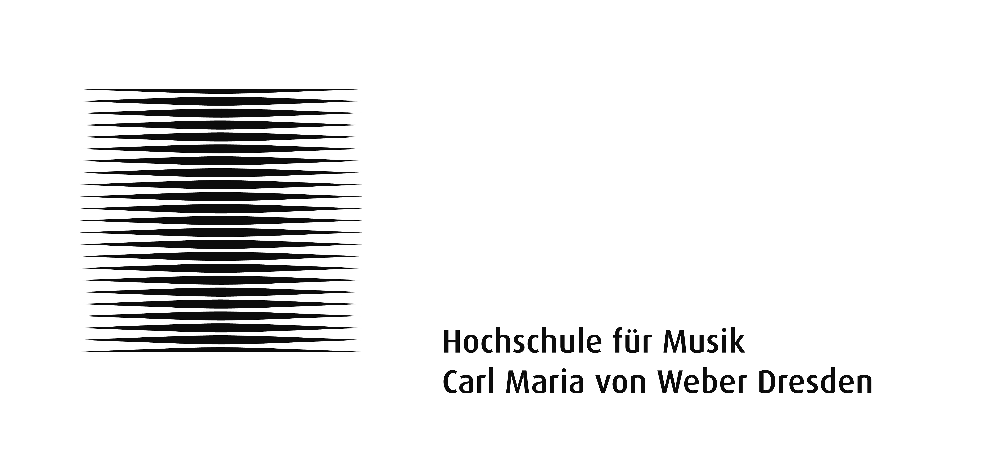 Hochschule für Musik
Carl Maria von Weber Dresden